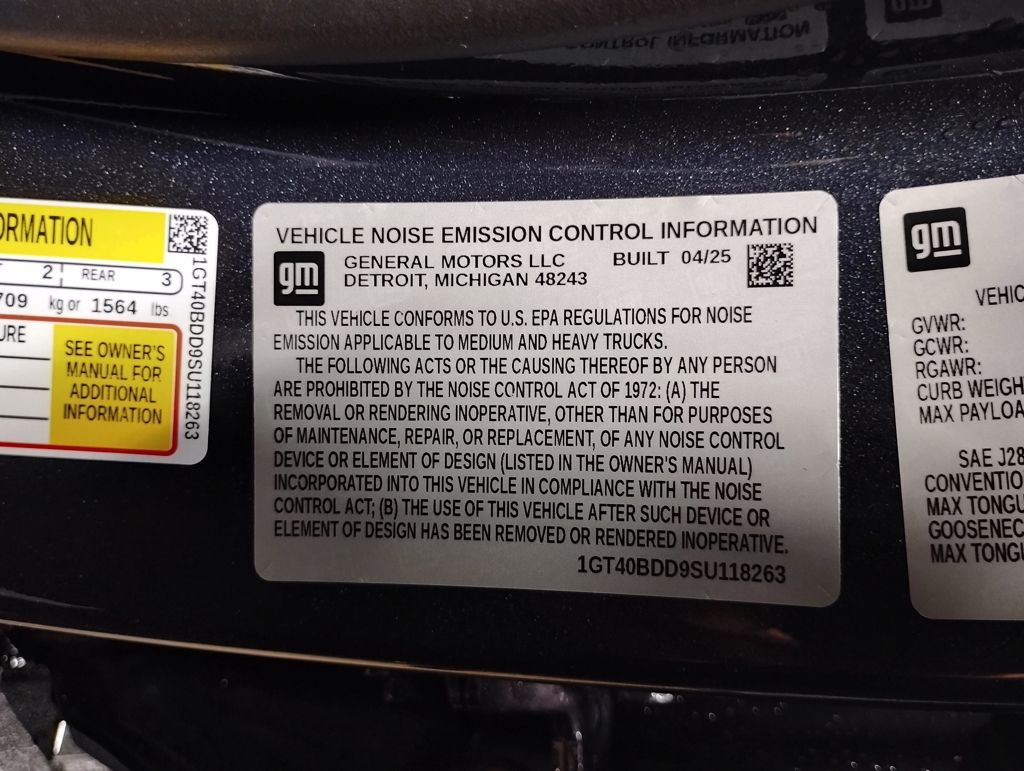 CONTROL INFORMATION
gm
ORMATION
2 REAR 3
709 kg or 1564 lbs
URE
SEE OWNER'S
MANUAL FOR
ADDITIONAL
INFORMATION
1GT40BDD9SU118263
VEHICLE NOISE EMISSION CONTROL INFORMATION
gm
GENERAL MOTORS LLC BUILT 04/25
DETROIT, MICHIGAN 48243
THIS VEHICLE CONFORMS TO U.S. EPA REGULATIONS FOR NOISE
EMISSION APPLICABLE TO MEDIUM AND HEAVY TRUCKS.
THE FOLLOWING ACTS OR THE CAUSING THEREOF BY ANY PERSON
ARE PROHIBITED BY THE NOISE CONTROL ACT OF 1972: (A) THE
REMOVAL OR RENDERING INOPERATIVE, OTHER THAN FOR PURPOSES
OF MAINTENANCE, REPAIR, OR REPLACEMENT, OF ANY NOISE CONTROL
DEVICE OR ELEMENT OF DESIGN (LISTED IN THE OWNER'S MANUAL)
INCORPORATED INTO THIS VEHICLE IN COMPLIANCE WITH THE NOISE
CONTROL ACT; (B) THE USE OF THIS VEHICLE AFTER SUCH DEVICE OR
ELEMENT OF DESIGN HAS BEEN REMOVED OR RENDERED INOPERATIVE.
1GT40BDD9SU118263
gm
VEHIC
GVWR:
GCWR:
RGAWR:
CURB WEIGH
MAX PAYLOA
SAE J28
CONVENTIO
MAX TONGU
GOOSENEC
MAX TONGU